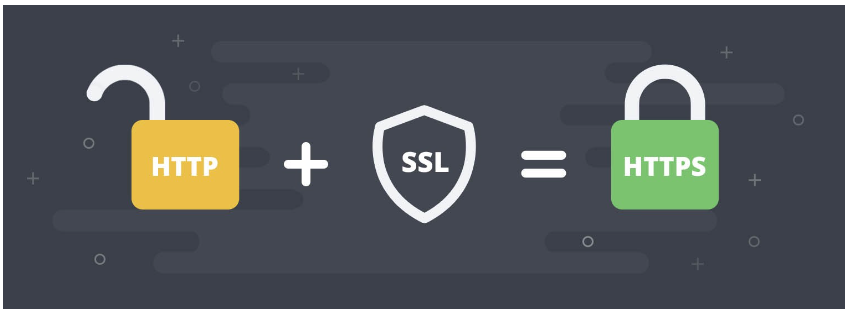 HTTP + SSL = HTTPS